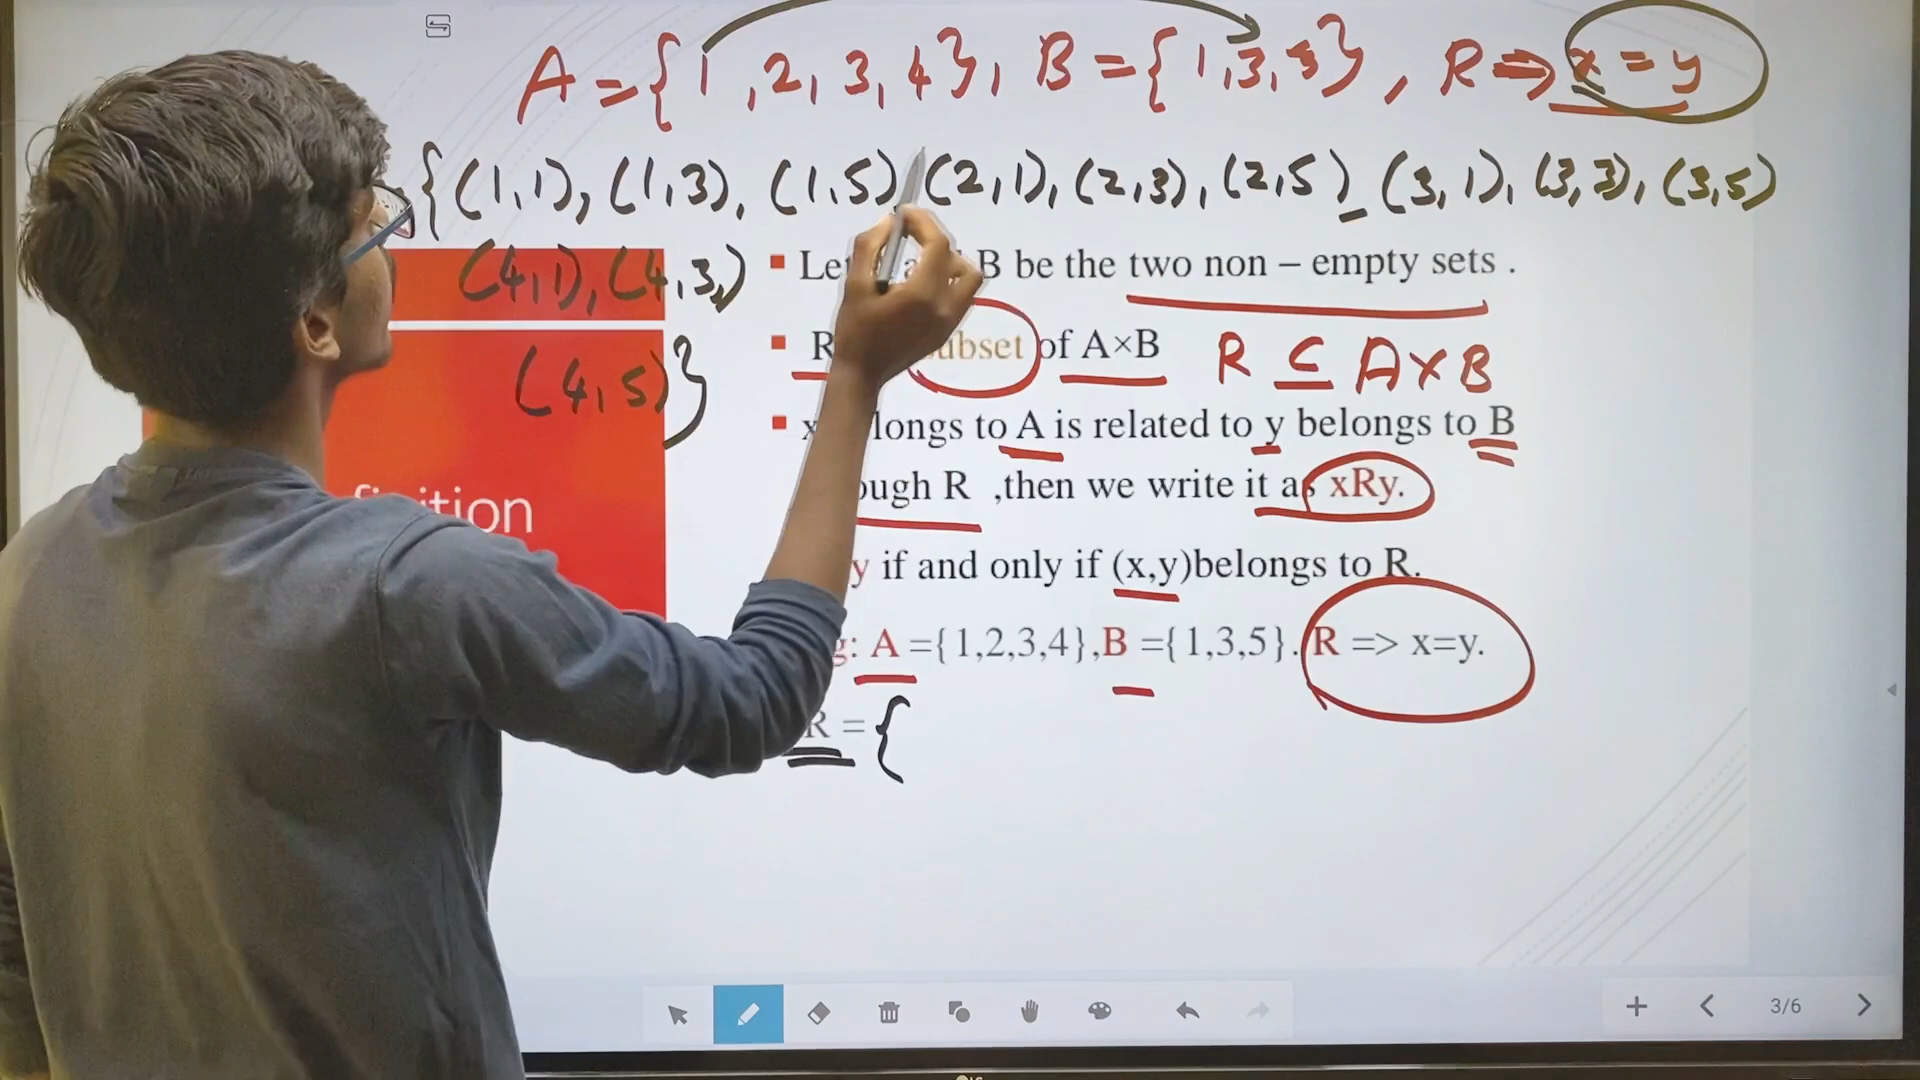 A = {1, 2, 3, 4}, B = {1, 3, 5}, R ⇒ x = y
{(1,1), (1,3), (1,5) (2,1), (2,3), (2,5), (3,1), (3,3), (3,5)
(4,1), (4,3,)
(4,5)}
B be the two non – empty sets .
R of A×B R ⊆ A×B
to A is related to y belongs to B
R ,then we write it as xRy.
y if and only if (x,y)belongs to R.
A ={1,2,3,4},B ={1,3,5}. R => x=y.
R = {
3/6